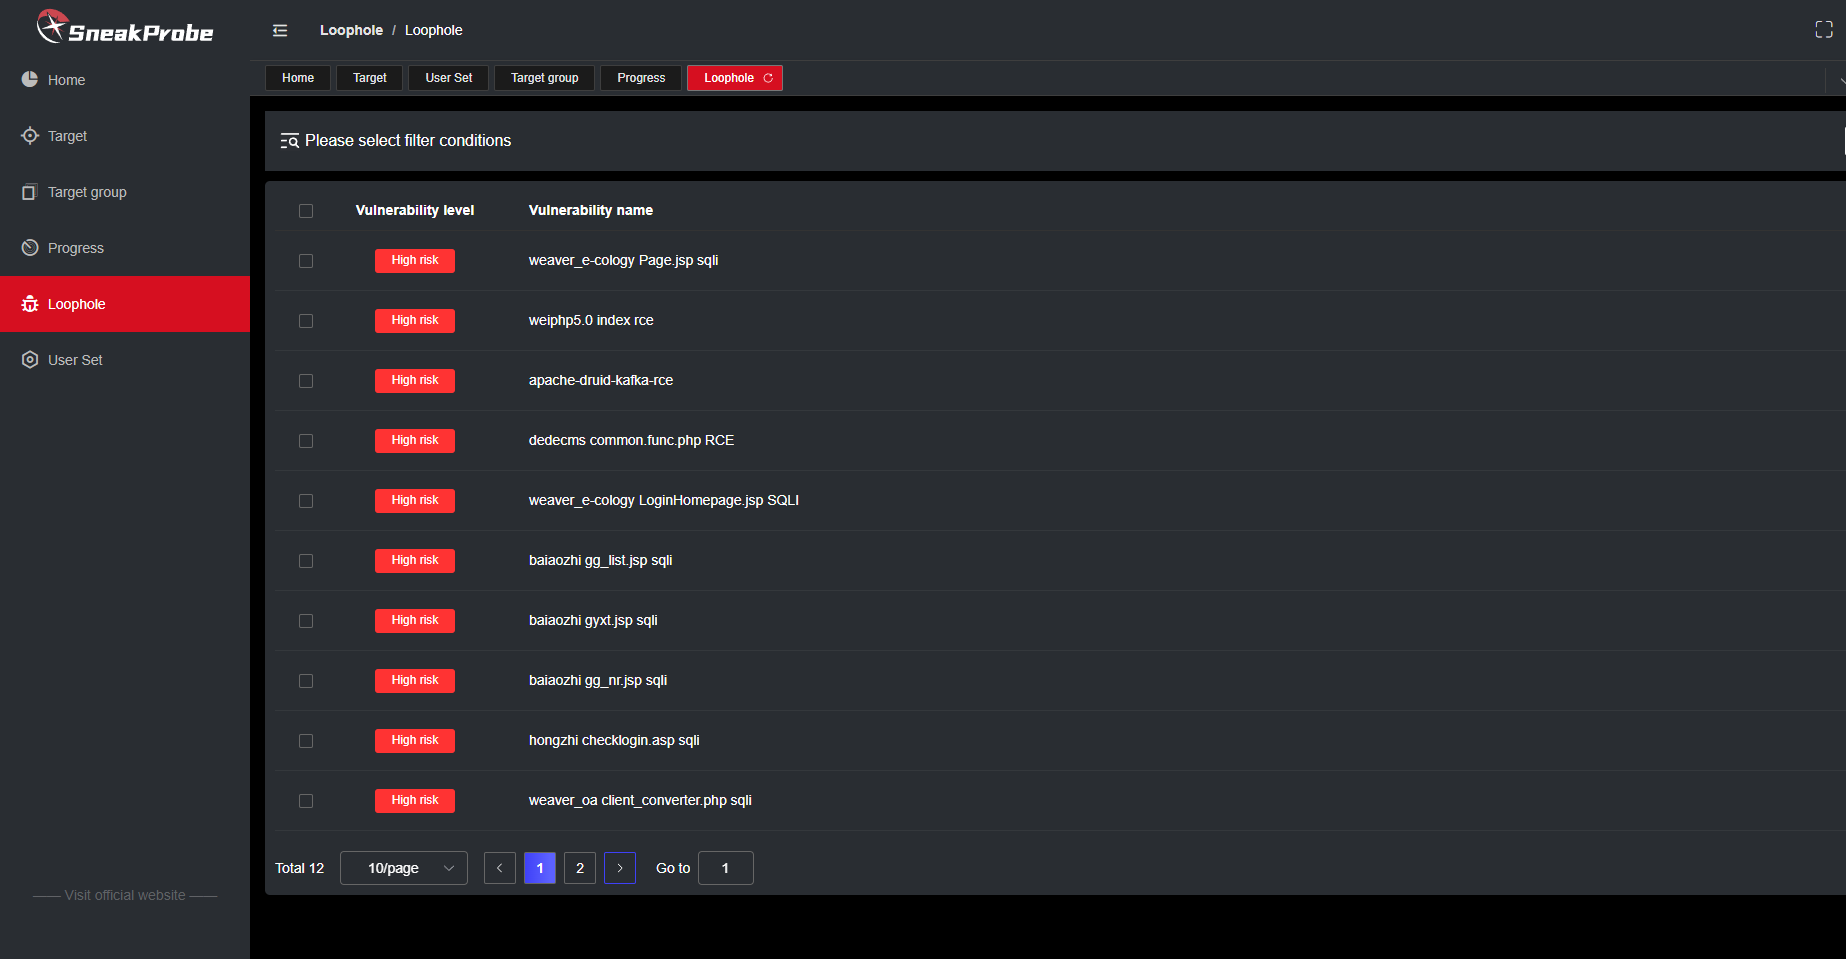 SneakProbe
Loophole / Loophole
Home
Target
Target group
Progress
Loophole
User Set
Visit official website
Home Target User Set Target group Progress Loophole
Please select filter conditions
Vulnerability level Vulnerability name
High risk weaver_e-cology Page.jsp sqli
High risk weiphp5.0 index rce
High risk apache-druid-kafka-rce
High risk dedecms common.func.php RCE
High risk weaver_e-cology LoginHomepage.jsp SQLI
High risk baiaozhi gg_list.jsp sqli
High risk baiaozhi gyxt.jsp sqli
High risk baiaozhi gg_nr.jsp sqli
High risk hongzhi checklogin.asp sqli
High risk weaver_oa client_converter.php sqli
Total 12 10/page 1 2 Go to 1